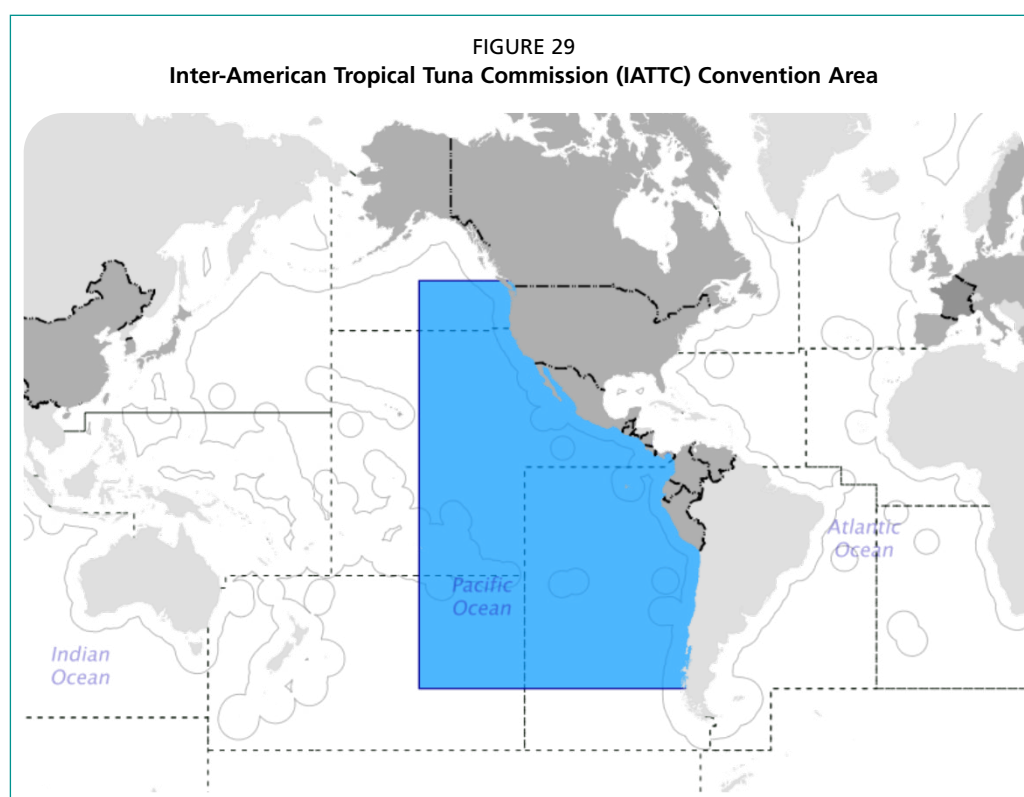 FIGURE 29
Inter-American Tropical Tuna Commission (IATTC) Convention Area
Atlantic
Ocean
Pacific
Ocean
Indian
Ocean